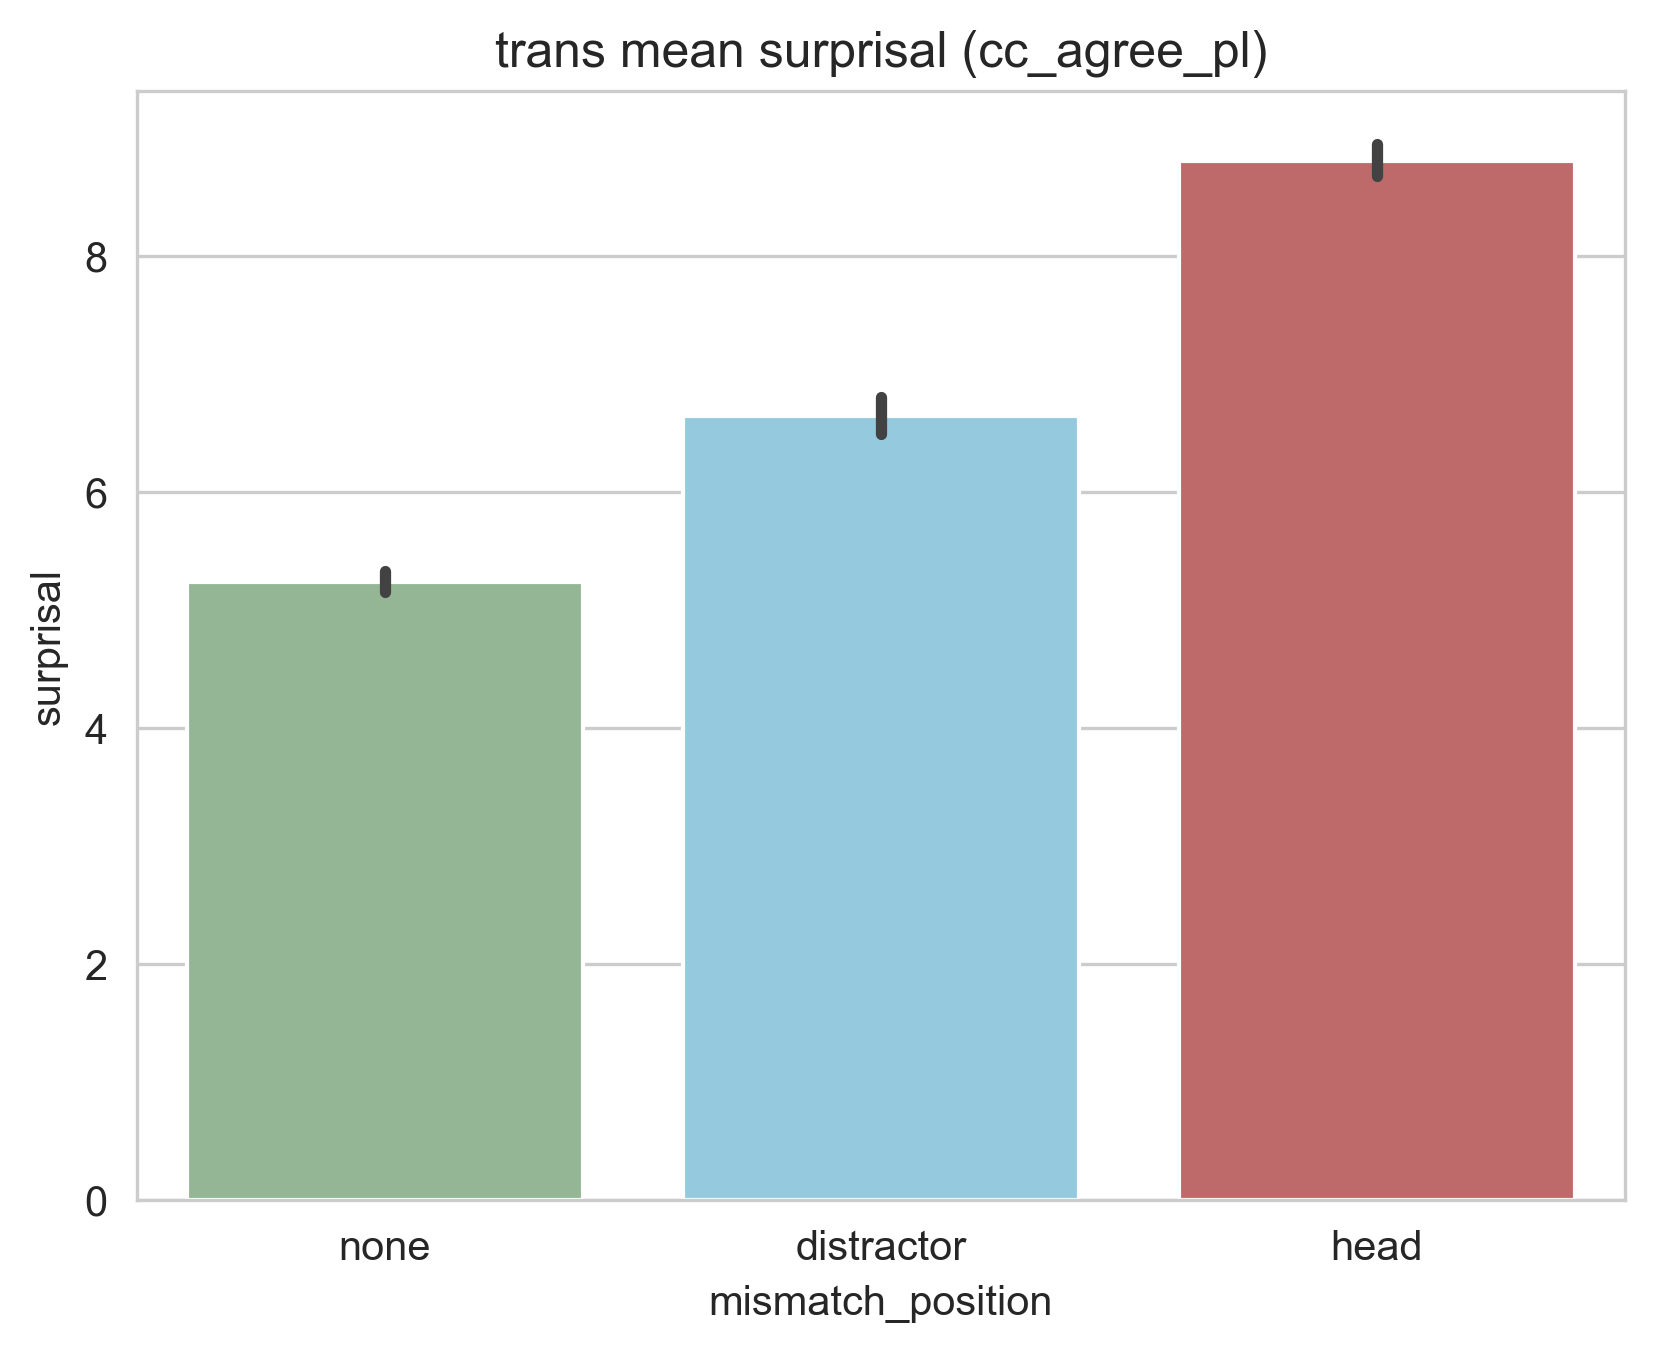 trans mean surprisal (cc_agree_pl)
surprisal
8
6
4
2
0
none distractor head
mismatch_position